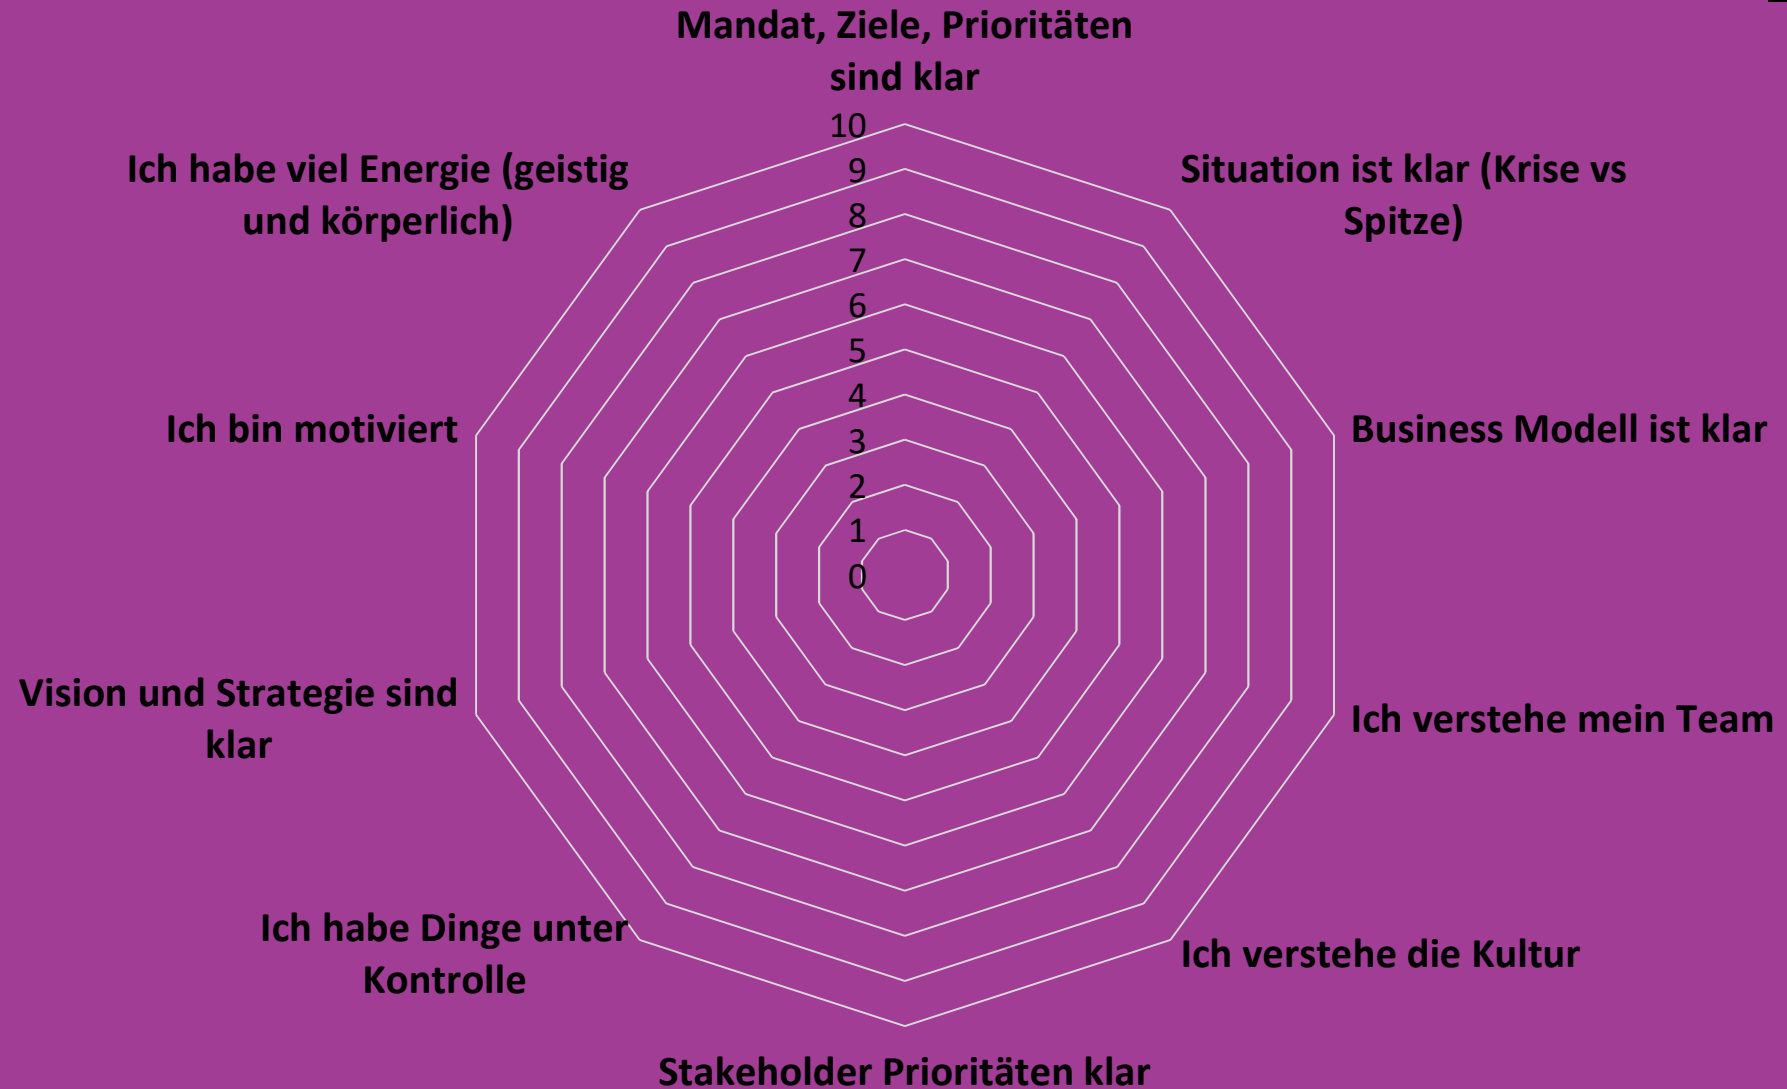 Mandat, Ziele, Prioritäten
sind klar
Situation ist klar (Krise vs
Spitze)
Business Modell ist klar
Ich verstehe mein Team
Ich verstehe die Kultur
Stakeholder Prioritäten klar
Ich habe Dinge unter
Kontrolle
Vision und Strategie sind
klar
Ich bin motiviert
Ich habe viel Energie (geistig
und körperlich)
10
9
8
7
6
5
4
3
2
1
0